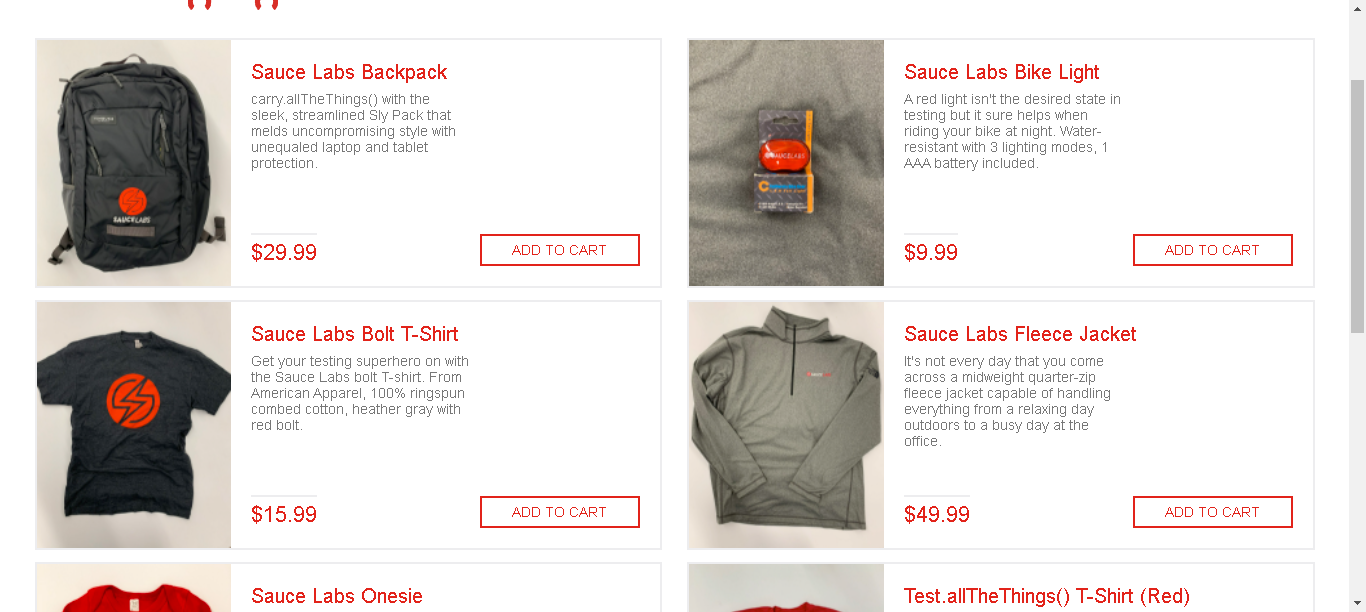 Sauce Labs Backpack
carry.allTheThings() with the
sleek, streamlined Sly Pack that
melds uncompromising style with
unequaled laptop and tablet
protection.
$29.99
ADD TO CART
SAUCELABS
Sauce Labs Bike Light
A red light isn't the desired state in
testing but it sure helps when
riding your bike at night. Water-
resistant with 3 lighting modes, 1
AAA battery included.
$9.99
ADD TO CART
SAUCELABS
Sauce Labs Bolt T-Shirt
Get your testing superhero on with
the Sauce Labs bolt T-shirt. From
American Apparel, 100% ringspun
combed cotton, heather gray with
red bolt.
$15.99
ADD TO CART
Sauce Labs Fleece Jacket
It's not every day that you come
across a midweight quarter-zip
fleece jacket capable of handling
everything from a relaxing day
outdoors to a busy day at the
office.
$49.99
ADD TO CART
Sauce Labs Onesie
Test.allTheThings() T-Shirt (Red)